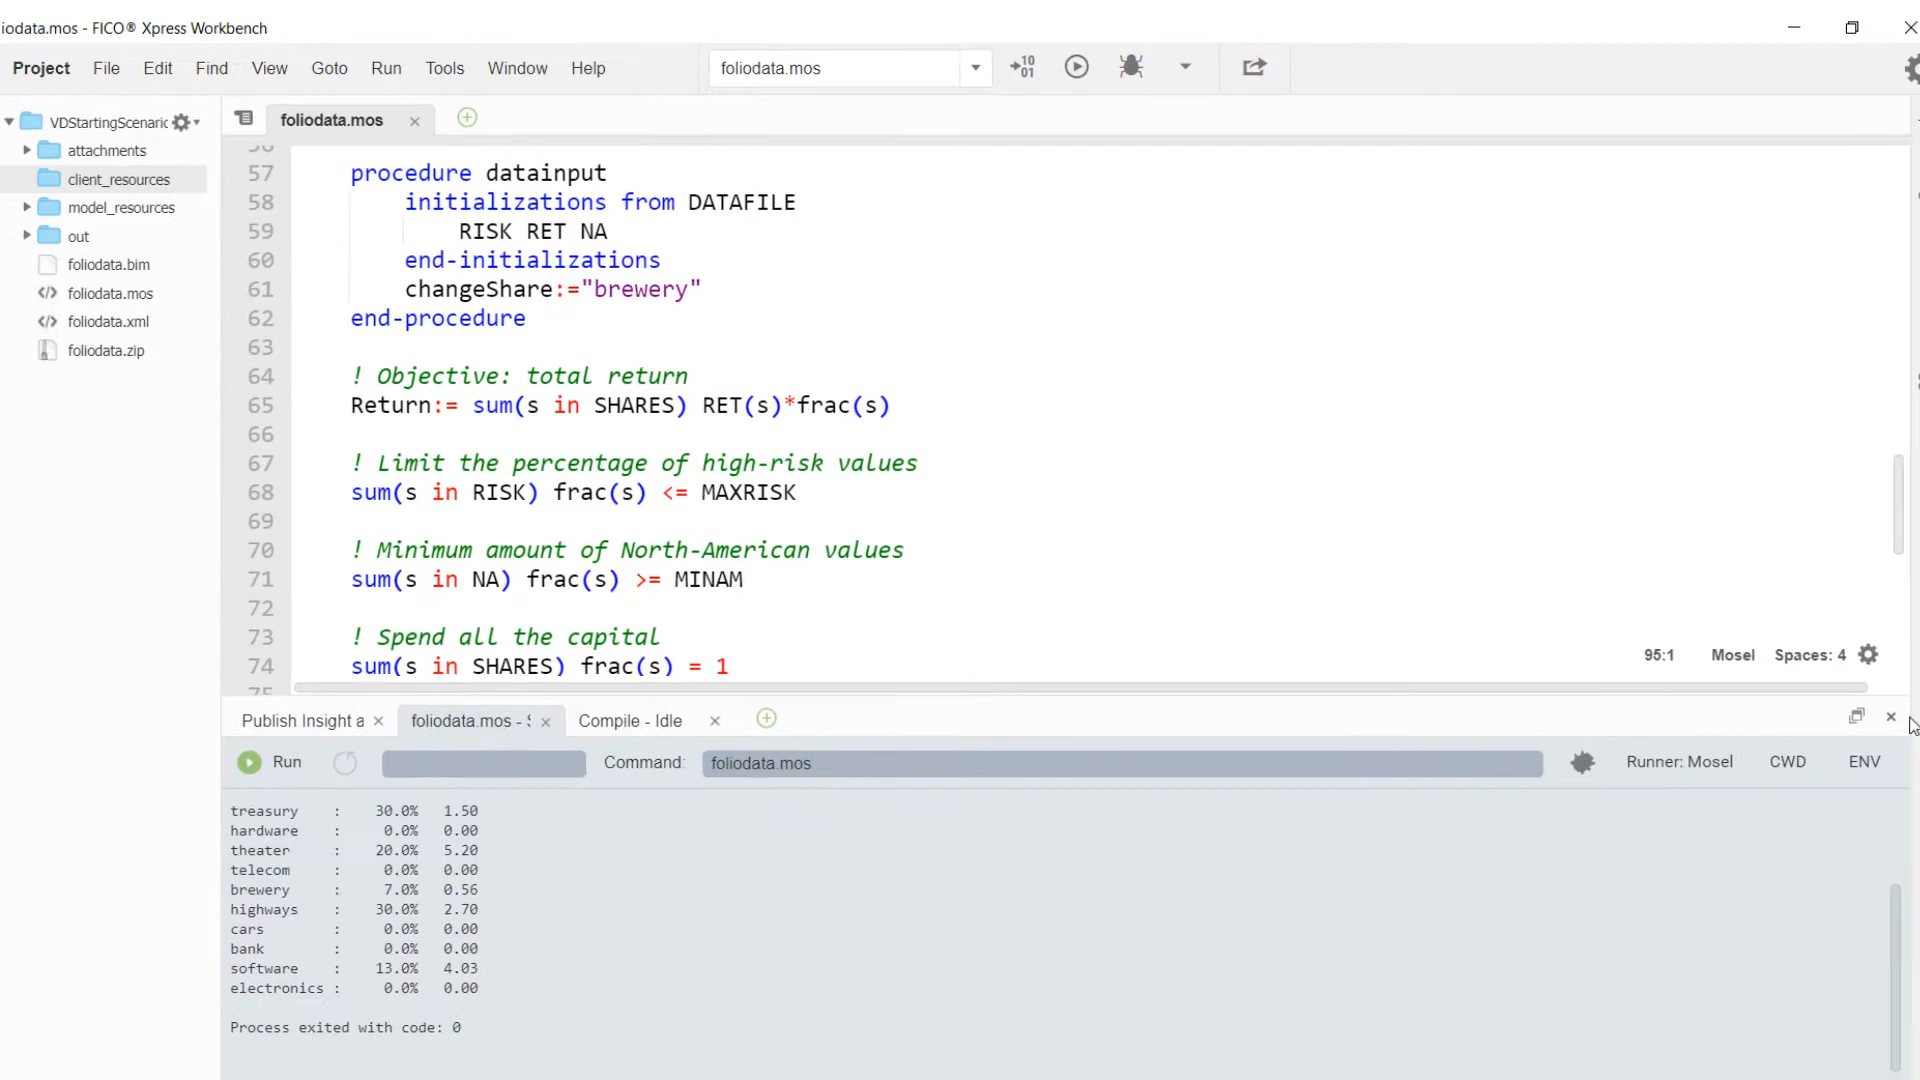 iodata.mos - FICO® Xpress Workbench
Project File Edit Find View Goto Run Tools Window Help foliodata.mos →10 01
VDStartingScenaric
attachments
client_resources
model_resources
out
foliodata.bim
foliodata.mos
foliodata.xml
foliodata.zip
foliodata.mos
57 procedure datainput
58 initializations from DATAFILE
59 RISK RET NA
60 end-initializations
61 changeShare:="brewery"
62 end-procedure
63
64 ! Objective: total return
65 Return:= sum(s in SHARES) RET(s)*frac(s)
66
67 ! Limit the percentage of high-risk values
68 sum(s in RISK) frac(s) <= MAXRISK
69
70 ! Minimum amount of North-American values
71 sum(s in NA) frac(s) >= MINAM
72
73 ! Spend all the capital
74 sum(s in SHARES) frac(s) = 1
95:1 Mosel Spaces: 4
Publish Insight a foliodata.mos - Compile - Idle
Run Command: foliodata.mos Runner: Mosel CWD ENV
treasury : 30.0% 1.50
hardware : 0.0% 0.00
theater : 20.0% 5.20
telecom : 0.0% 0.00
brewery : 7.0% 0.56
highways : 30.0% 2.70
cars : 0.0% 0.00
bank : 0.0% 0.00
software : 13.0% 4.03
electronics : 0.0% 0.00
Process exited with code: 0